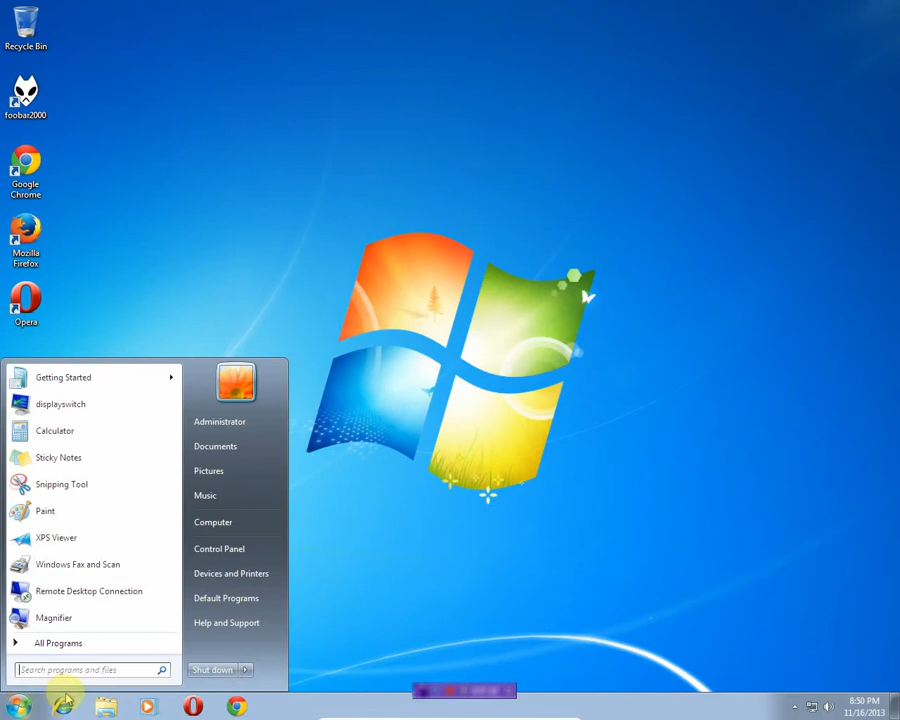 Recycle Bin
foobar2000
Google
Chrome
Mozilla
Firefox
Opera
Getting Started
displayswitch
Calculator
Sticky Notes
Snipping Tool
Paint
XPS Viewer
Windows Fax and Scan
Remote Desktop Connection
Magnifier
All Programs
Search programs and files
Administrator
Documents
Pictures
Music
Computer
Control Panel
Devices and Printers
Default Programs
Help and Support
Shut down
8:50 PM
11/16/2013